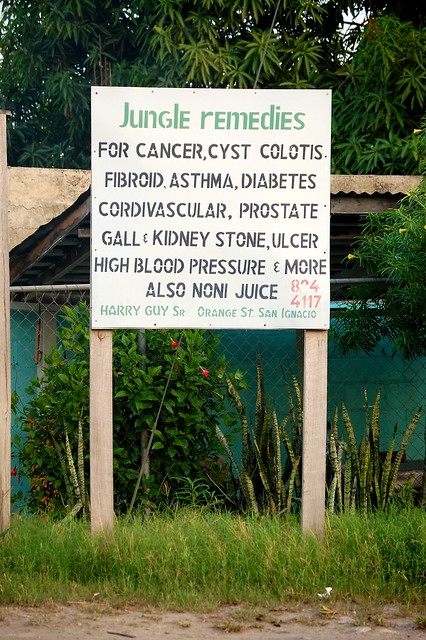 Jungle remedies
FOR CANCER, CYST COLOTIS.
FIBROID, ASTHMA, DIABETES
CORDIVASCULAR, PROSTATE
GALL & KIDNEY STONE, ULCER
HIGH BLOOD PRESSURE & MORE
ALSO NONI JUICE 824
4117
HARRY GUY SR ORANGE ST. SAN IGNACIO